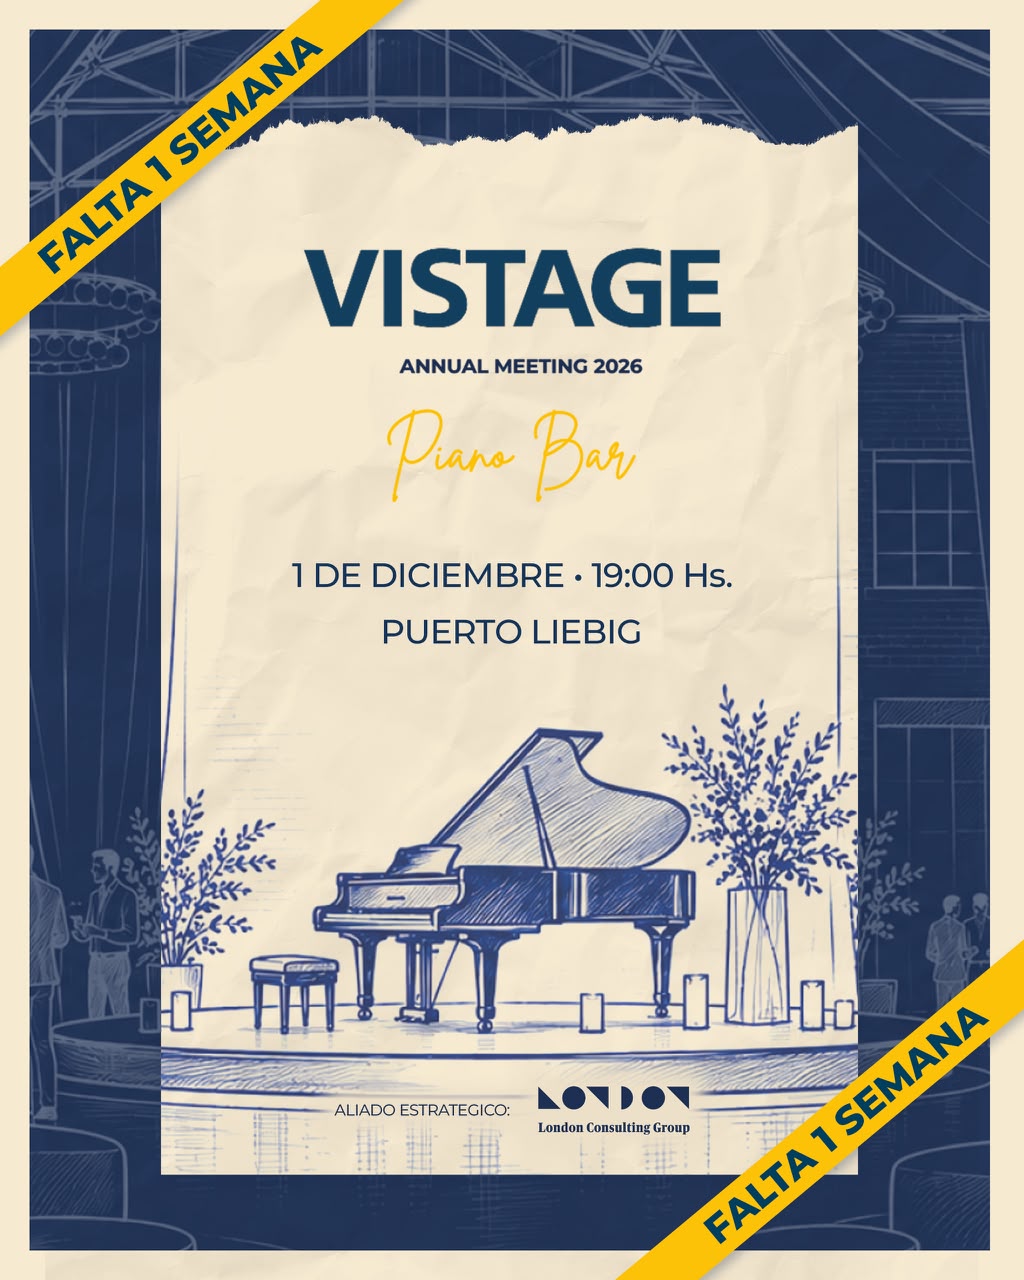 FALTA 1 SEMANA
VISTAGE
ANNUAL MEETING 2026
Piano Bar
1 DE DICIEMBRE • 19:00 Hs.
PUERTO LIEBIG
ALIADO ESTRATEGICO:
LONDON
London Consulting Group
FALTA 1 SEMANA